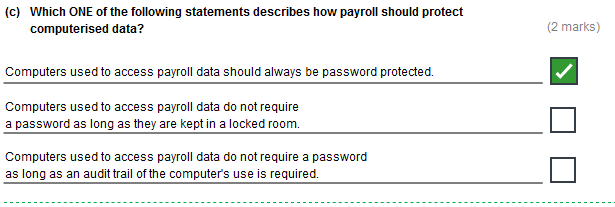 (c) Which ONE of the following statements describes how payroll should protect
computerised data?
(2 marks)
Computers used to access payroll data should always be password protected.
Computers used to access payroll data do not require
a password as long as they are kept in a locked room.
Computers used to access payroll data do not require a password
as long as an audit trail of the computer's use is required.